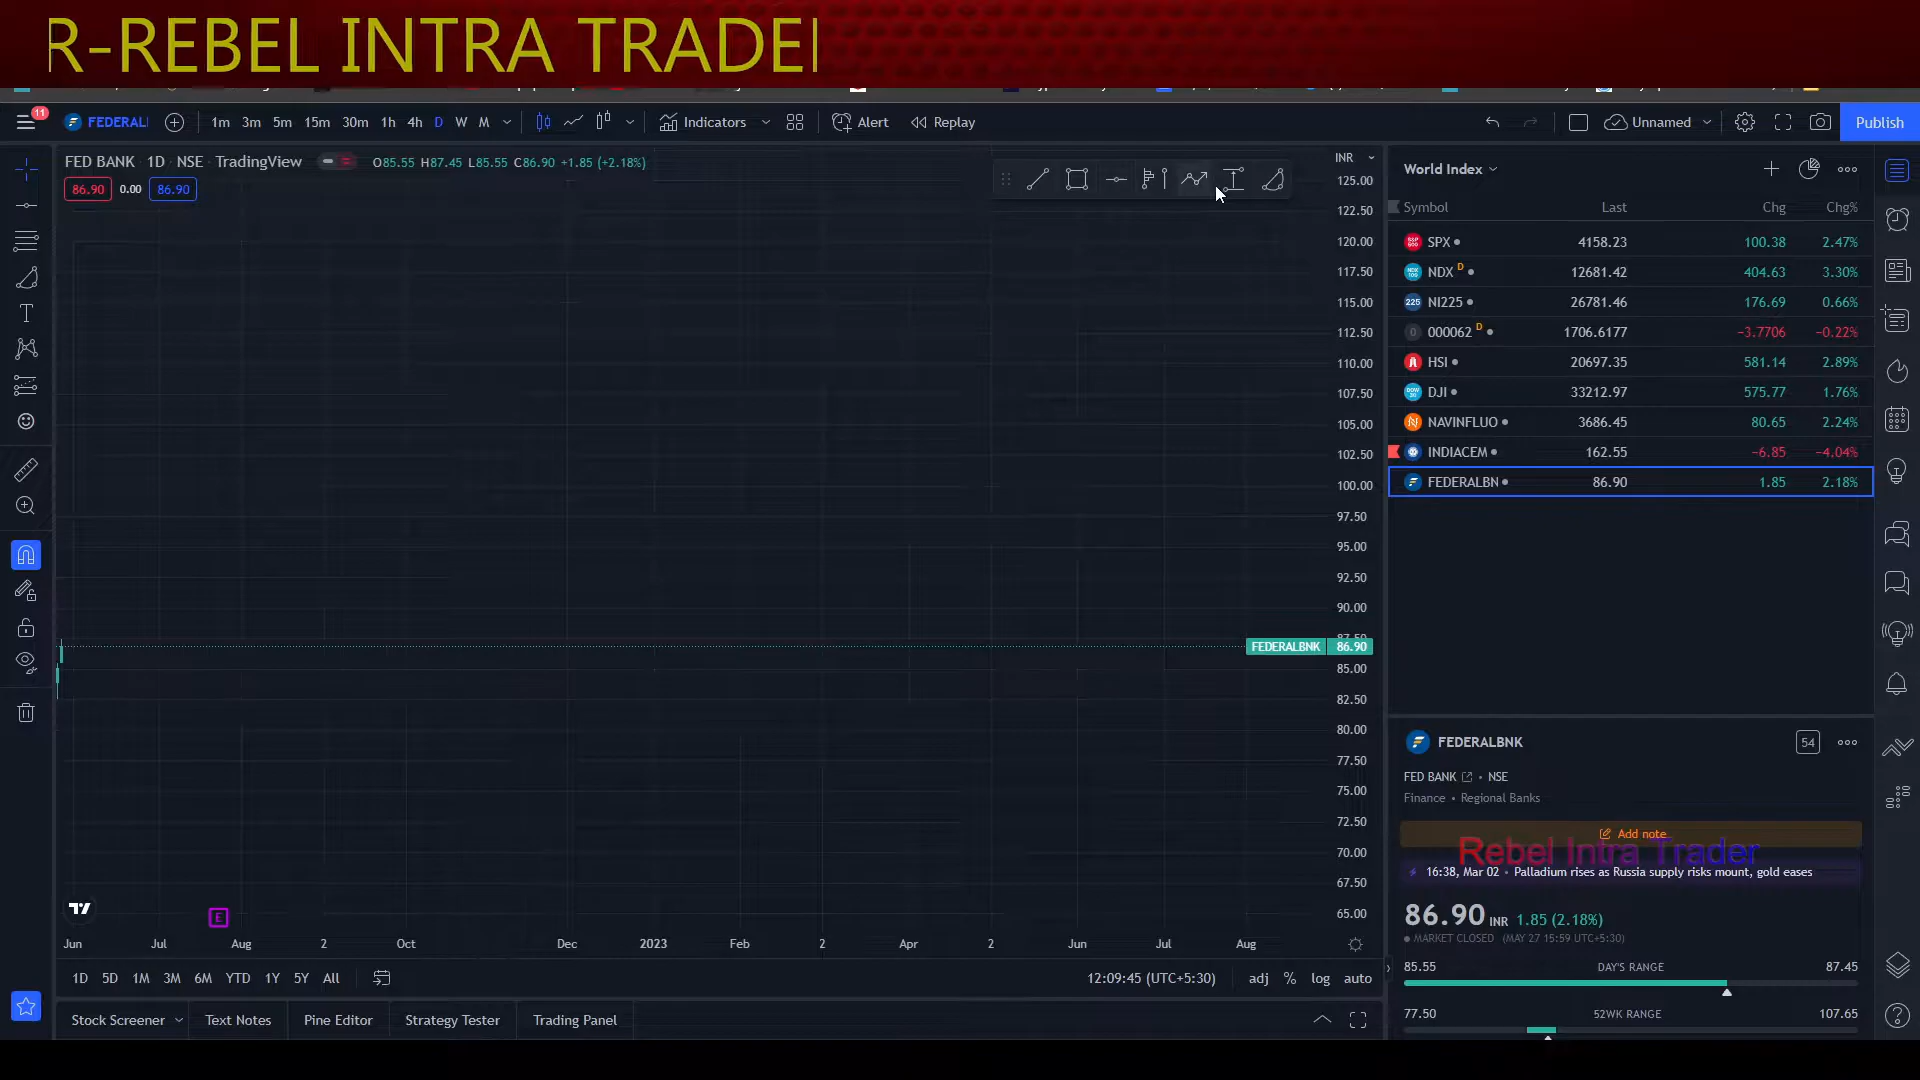 R-REBEL INTRA TRADE
11
FEDERAL
1m 3m 5m 15m 30m 1h 4h D W M
Indicators
Alert
Replay
Unnamed
Publish
FED BANK · 1D · NSE · TradingView
O85.55 H87.45 L85.55 C86.90 +1.85 (+2.18%)
86.90 0.00 86.90
INR
125.00
122.50
120.00
117.50
115.00
112.50
110.00
107.50
105.00
102.50
100.00
97.50
95.00
92.50
90.00
87.50
FEDERALBNK 86.90
85.00
82.50
80.00
77.50
75.00
72.50
70.00
67.50
65.00
E
Jun Jul Aug 2 Oct Dec 2023 Feb 2 Apr 2 Jun Jul Aug
1D 5D 1M 3M 6M YTD 1Y 5Y All
12:09:45 (UTC+5:30)
adj % log auto
Stock Screener
Text Notes
Pine Editor
Strategy Tester
Trading Panel
World Index
Symbol Last Chg Chg%
SPX 4158.23 100.38 2.47%
NDX D 12681.42 404.63 3.30%
225 NI225 26781.46 176.69 0.66%
0 000062 D 1706.6177 −3.7706 −0.22%
HSI 20697.35 581.14 2.89%
DJI 33212.97 575.77 1.76%
NAVINFLUO 3686.45 80.65 2.24%
INDIACEM 162.55 −6.85 −4.04%
FEDERALBN 86.90 1.85 2.18%
FEDERALBNK
54
FED BANK • NSE
Finance • Regional Banks
Add note
Rebel Intra Trader
16:38, Mar 02 • Palladium rises as Russia supply risks mount, gold eases
86.90 INR 1.85 (2.18%)
MARKET CLOSED (MAY 27 15:59 UTC+5:30)
85.55 DAY'S RANGE 87.45
77.50 52WK RANGE 107.65